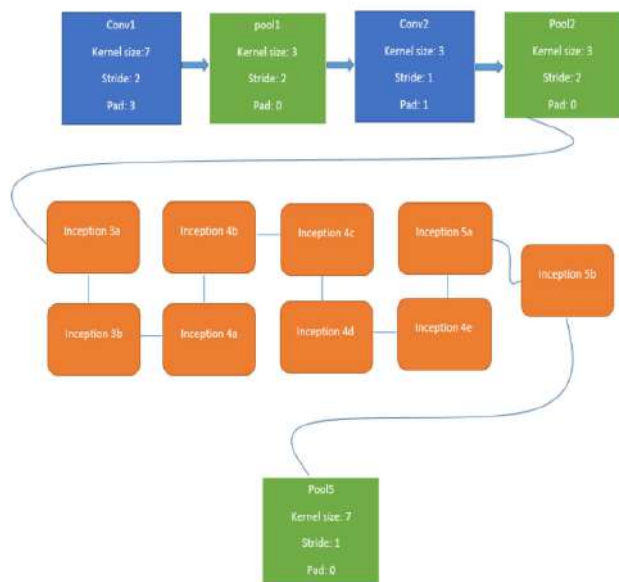 Conv1
Kernel size:7
Stride: 2
Pad: 3
pool1
Kernel size: 3
Stride: 2
Pad: 0
Conv2
Kernel size: 3
Stride: 1
Pad: 1
Pool2
Kernel size: 3
Stride: 2
Pad: 0
Inception 3a
Inception 4b
Inception 4c
Inception 5a
Inception 5b
Inception 3b
Inception 4a
Inception 4d
Inception 4e
Pool5
Kernel size: 7
Stride: 1
Pad: 0